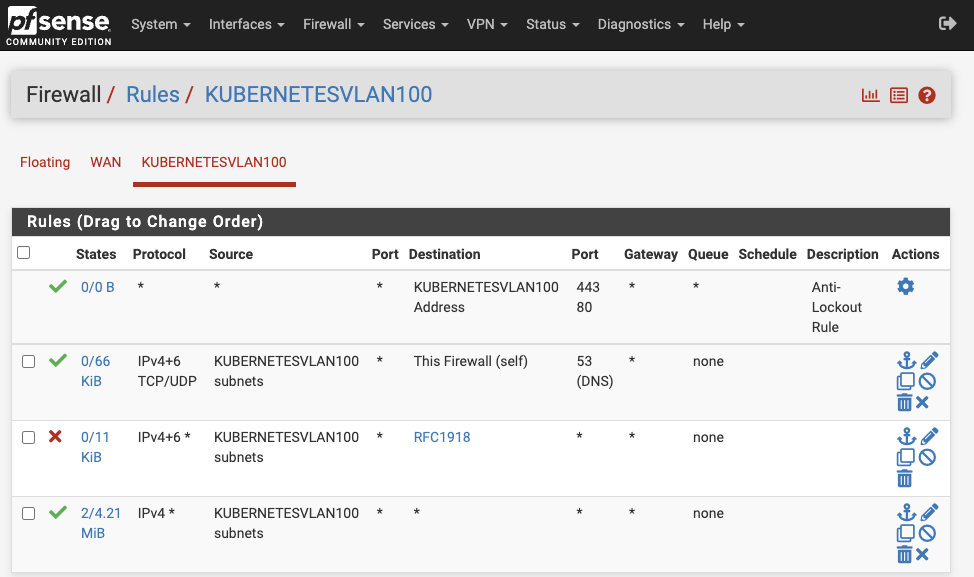 pfsense
COMMUNITY EDITION
System Interfaces Firewall Services VPN Status Diagnostics Help
Firewall / Rules / KUBERNETESVLAN100
Floating WAN KUBERNETESVLAN100
Rules (Drag to Change Order)
States Protocol Source Port Destination Port Gateway Queue Schedule Description Actions
0/0 B * * * KUBERNETESVLAN100 443 * * Anti-
Address 80 Lockout
Rule
0/66 IPv4+6 KUBERNETESVLAN100 * This Firewall (self) 53 * none
KiB TCP/UDP subnets (DNS)
0/11 IPv4+6 * KUBERNETESVLAN100 * RFC1918 * * none
KiB subnets
2/4.21 IPv4 * KUBERNETESVLAN100 * * * * none
MiB subnets